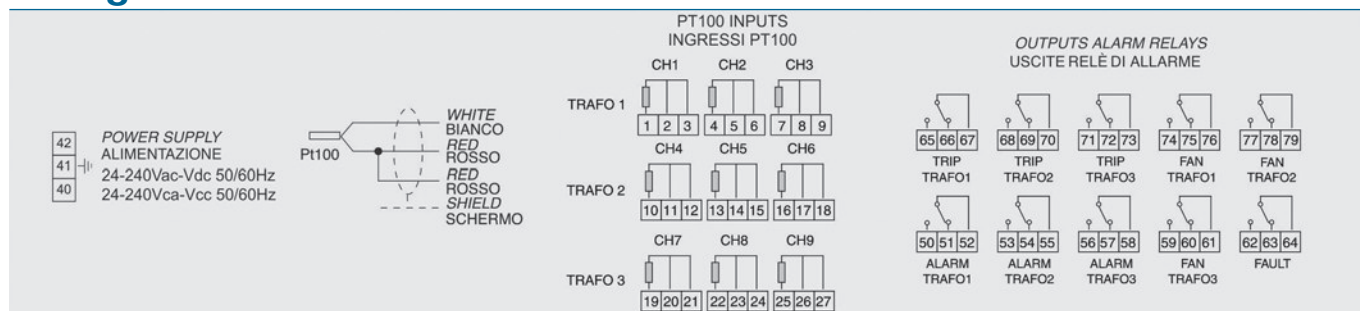 42
41
40
POWER SUPPLY
ALIMENTAZIONE
24-240Vac-Vdc 50/60Hz
24-240Vca-Vcc 50/60Hz
Pt100
WHITE
BIANCO
RED
ROSSO
RED
ROSSO
SHIELD
SCHERMO
PT100 INPUTS
INGRESSI PT100
CH1 CH2 CH3
TRAFO 1
1 2 3 4 5 6 7 8 9
CH4 CH5 CH6
TRAFO 2
10 11 12 13 14 15 16 17 18
CH7 CH8 CH9
TRAFO 3
19 20 21 22 23 24 25 26 27
OUTPUTS ALARM RELAYS
USCITE RELÈ DI ALLARME
65 66 67 68 69 70 71 72 73 74 75 76 77 78 79
TRIP TRIP TRIP FAN FAN
TRAFO1 TRAFO2 TRAFO3 TRAFO1 TRAFO2
50 51 52 53 54 55 56 57 58 59 60 61 62 63 64
ALARM ALARM ALARM FAN FAULT
TRAFO1 TRAFO2 TRAFO3 TRAFO3